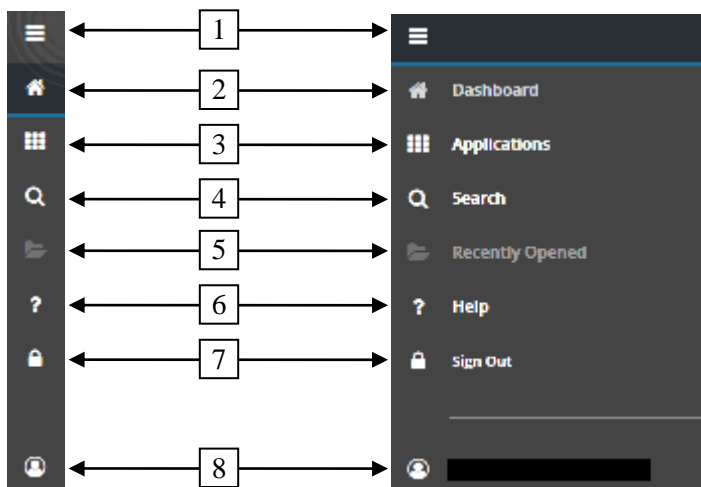 1
2 Dashboard
3 Applications
4 Search
5 Recently Opened
? 6 ? Help
7 Sign Out
8